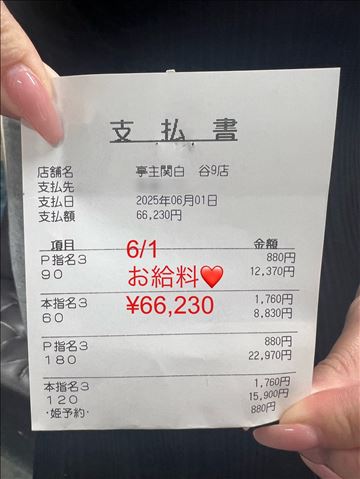 支払書
店舗名 亭主関白 谷9店
支払先
支払日 2025年06月01日
支払額 66,230円
項目 金額
6/1
お給料❤️
¥66,230
P指名3 880円
90 12,370円
本指名3 1,760円
60 8,830円
P指名3 880円
180 22,970円
本指名3 1,760円
120 15,900円
・姫予約・ 880円